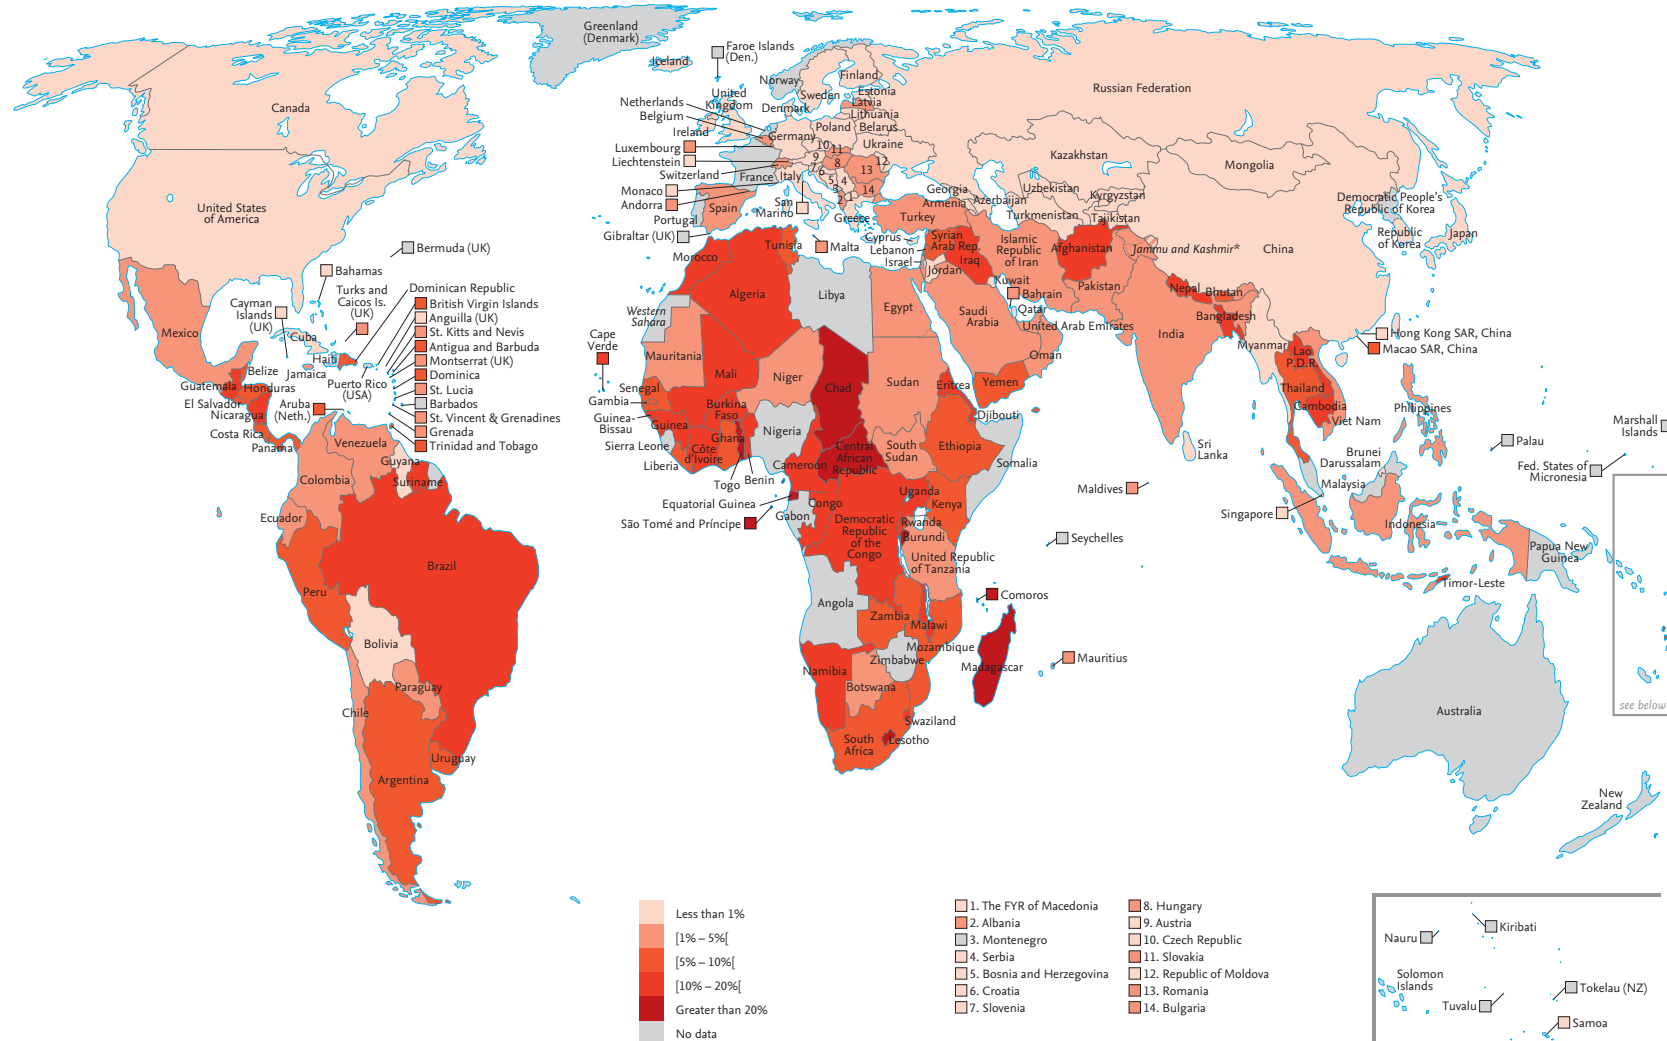 Greenland
(Denmark)
Faroe Islands
(Den.)
Iceland
Norway
Finland
Sweden
Estonia
Latvia
Lithuania
Belarus
United
Kingdom
Denmark
Netherlands
Belgium
Ireland
Luxembourg
Liechtenstein
Switzerland
Monaco
Andorra
Germany
Poland
Ukraine
10
11
9
8
12
7
6
13
5
4
3
14
2
1
France
Italy
San
Marino
Spain
Portugal
Gibraltar (UK)
Greece
Malta
Russian Federation
Kazakhstan
Mongolia
Georgia
Armenia
Azerbaijan
Uzbekistan
Kyrgyzstan
Turkmenistan
Tajikistan
Turkey
Cyprus
Lebanon
Israel
Syrian
Arab Rep.
Iraq
Jordan
Islamic
Republic
of Iran
Afghanistan
Jammu and Kashmir*
Pakistan
Kuwait
Bahrain
Qatar
United Arab Emirates
Saudi
Arabia
Oman
Yemen
China
Democratic People's
Republic of Korea
Republic
of Korea
Japan
Nepal
Bhutan
Bangladesh
India
Myanmar
Lao
P.D.R.
Thailand
Cambodia
Viet Nam
Hong Kong SAR, China
Macao SAR, China
Philippines
Sri
Lanka
Maldives
Brunei
Darussalam
Malaysia
Singapore
Indonesia
Timor-Leste
Papua New
Guinea
Palau
Fed. States of
Micronesia
Marshall
Islands
see below
Australia
New
Zealand
Canada
United States
of America
Bermuda (UK)
Bahamas
Turks and
Caicos Is.
(UK)
Cayman
Islands
(UK)
Cuba
Mexico
Haiti
Jamaica
Belize
Guatemala
Honduras
El Salvador
Nicaragua
Costa Rica
Panama
Puerto Rico
(USA)
Aruba
(Neth.)
Dominican Republic
British Virgin Islands
Anguilla (UK)
St. Kitts and Nevis
Antigua and Barbuda
Montserrat (UK)
Dominica
St. Lucia
Barbados
St. Vincent & Grenadines
Grenada
Trinidad and Tobago
Venezuela
Guyana
Suriname
Colombia
Ecuador
Peru
Brazil
Bolivia
Paraguay
Chile
Argentina
Uruguay
Morocco
Tunisia
Algeria
Libya
Egypt
Western
Sahara
Cape
Verde
Mauritania
Mali
Niger
Chad
Sudan
Eritrea
Djibouti
Senegal
Gambia
Guinea-
Bissau
Guinea
Sierra Leone
Liberia
Burkina
Faso
Ghana
Côte
d'Ivoire
Togo
Benin
Nigeria
Cameroon
Central
African
Republic
South
Sudan
Ethiopia
Somalia
Equatorial Guinea
São Tomé and Príncipe
Gabon
Congo
Democratic
Republic
of the
Congo
Uganda
Kenya
Rwanda
Burundi
United Republic
of Tanzania
Seychelles
Comoros
Angola
Zambia
Malawi
Mozambique
Madagascar
Mauritius
Zimbabwe
Namibia
Botswana
Swaziland
Lesotho
South
Africa
Less than 1%
[1% – 5%[
[5% – 10%[
[10% – 20%[
Greater than 20%
No data
1. The FYR of Macedonia
2. Albania
3. Montenegro
4. Serbia
5. Bosnia and Herzegovina
6. Croatia
7. Slovenia
8. Hungary
9. Austria
10. Czech Republic
11. Slovakia
12. Republic of Moldova
13. Romania
14. Bulgaria
Nauru
Kiribati
Solomon
Islands
Tuvalu
Tokelau (NZ)
Samoa